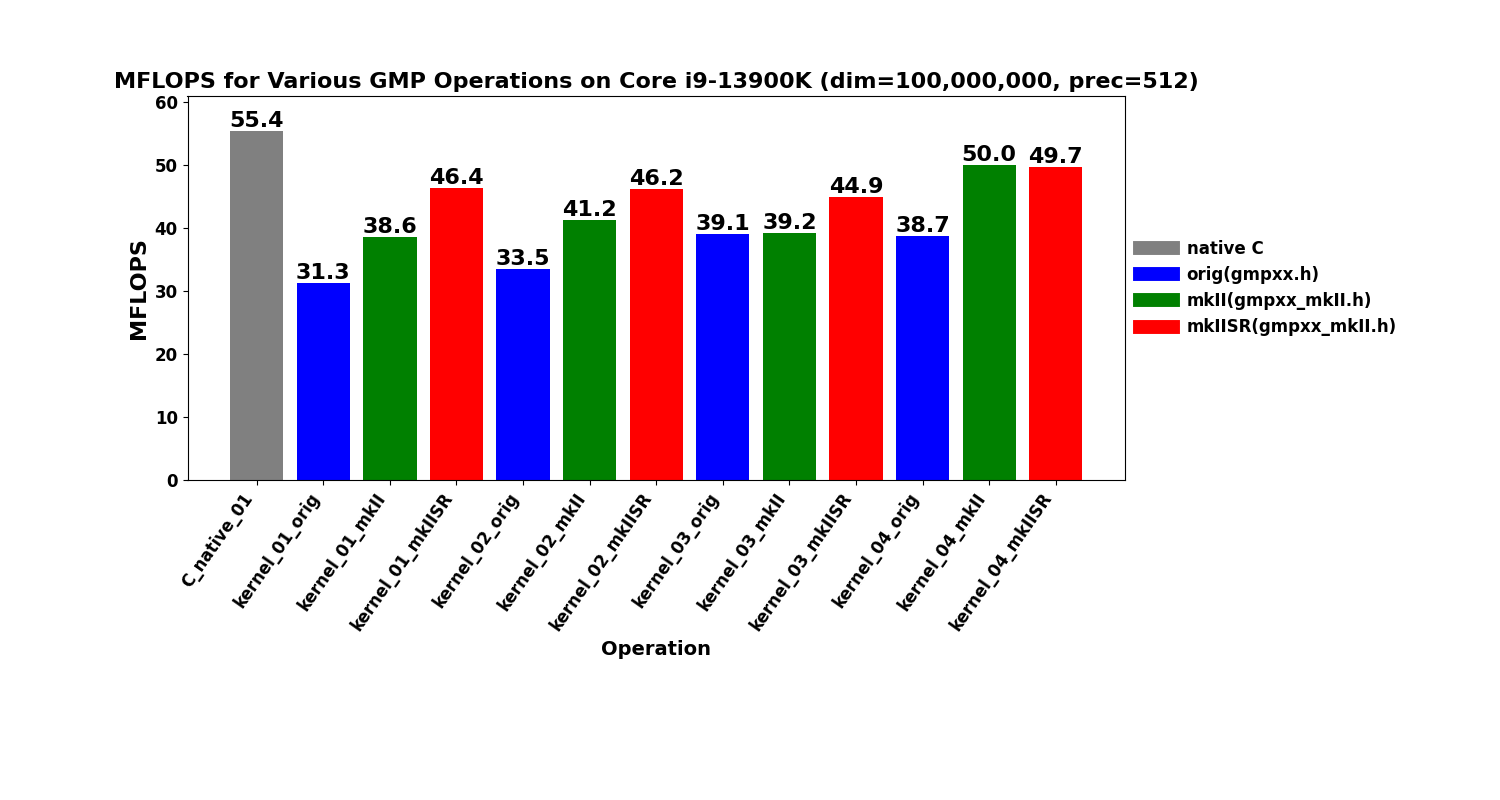 MFLOPS for Various GMP Operations on Core i9-13900K (dim=100,000,000, prec=512)
MFLOPS
60
50
40
30
20
10
0
55.4
31.3
38.6
46.4
33.5
41.2
46.2
39.1
39.2
44.9
38.7
50.0
49.7
C_native_01
kernel_01_orig
kernel_01_mkII
kernel_01_mkIISR
kernel_02_orig
kernel_02_mkII
kernel_02_mkIISR
kernel_03_orig
kernel_03_mkII
kernel_03_mkIISR
kernel_04_orig
kernel_04_mkII
kernel_04_mkIISR
Operation
native C
orig(gmpxx.h)
mkII(gmpxx_mkII.h)
mkIISR(gmpxx_mkII.h)